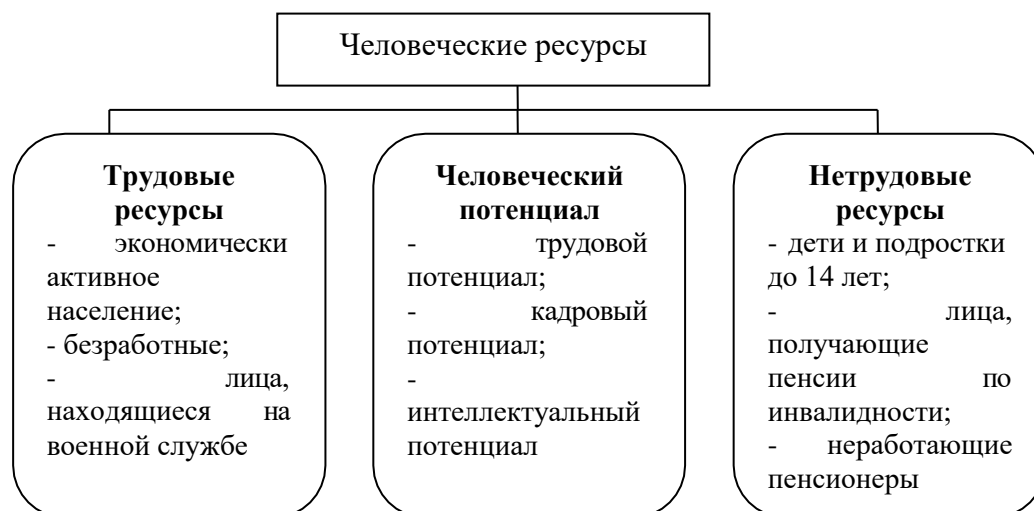 Человеческие ресурсы
Трудовые
ресурсы
- экономически
активное
население;
- безработные;
- лица,
находящиеся на
военной службе
Человеческий
потенциал
- трудовой
потенциал;
- кадровый
потенциал;
-
интеллектуальный
потенциал
Нетрудовые
ресурсы
- дети и подростки
до 14 лет;
- лица,
получающие
пенсии по
инвалидности;
- неработающие
пенсионеры